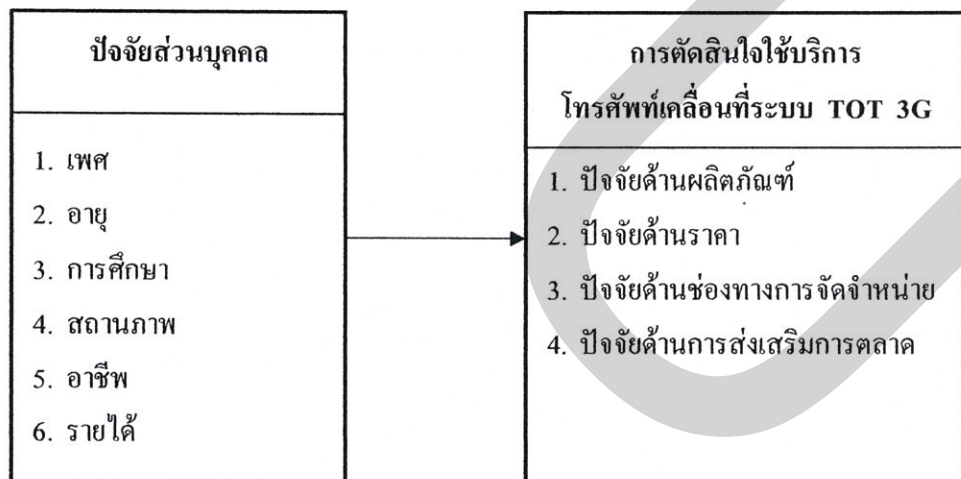 ปัจจัยส่วนบุคคล
1. เพศ
2. อายุ
3. การศึกษา
4. สถานภาพ
5. อาชีพ
6. รายได้
การตัดสินใจใช้บริการ
โทรศัพท์เคลื่อนที่ระบบ TOT 3G
1. ปัจจัยด้านผลิตภัณฑ์
2. ปัจจัยด้านราคา
3. ปัจจัยด้านช่องทางการจัดจำหน่าย
4. ปัจจัยด้านการส่งเสริมการตลาด